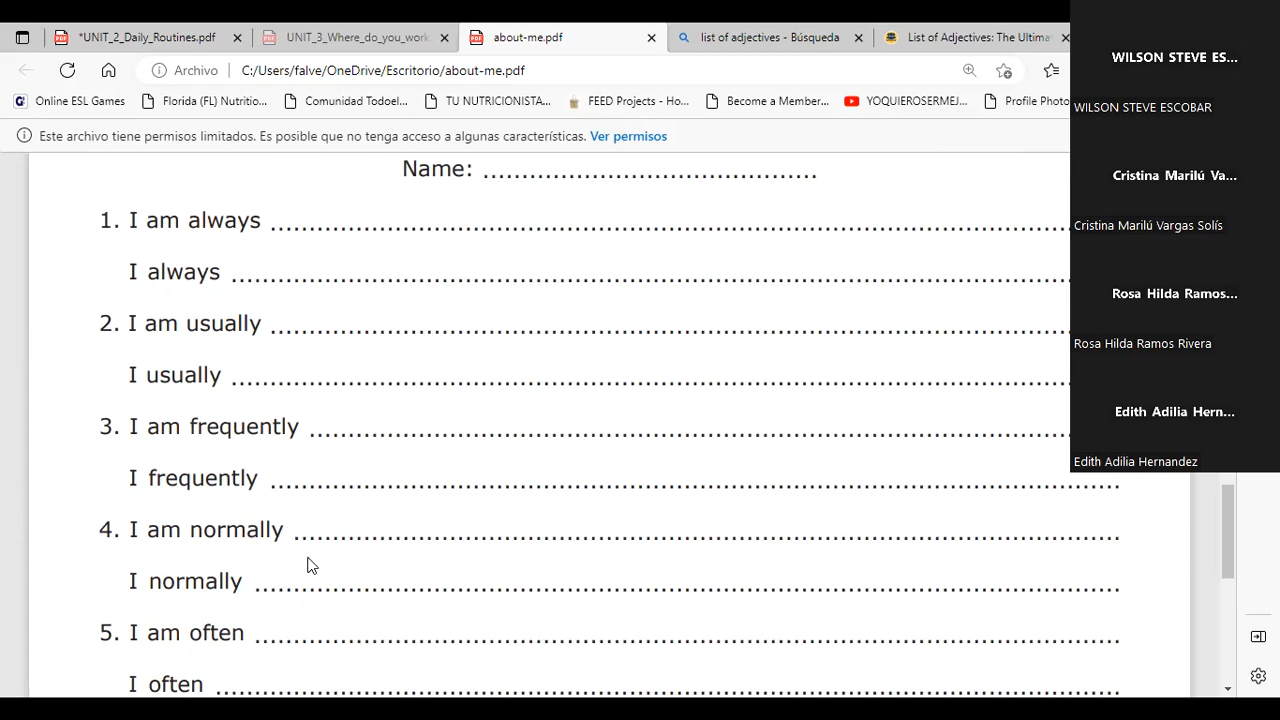 *UNIT_2_Daily_Routines.pdf
UNIT_3_Where_do_you_work
about-me.pdf
list of adjectives - Búsqueda
List of Adjectives: The Ultima
Archivo
C:/Users/falve/OneDrive/Escritorio/about-me.pdf
Online ESL Games
Florida (FL) Nutritio...
Comunidad Todoel...
TU NUTRICIONISTA...
FEED Projects - Ho...
Become a Member...
YOQUIEROSERMEJ...
Profile Photo
Este archivo tiene permisos limitados. Es posible que no tenga acceso a algunas características. Ver permisos
Name: ...........................................
1. I am always ...........................................
I always ...........................................
2. I am usually ...........................................
I usually ...........................................
3. I am frequently ...........................................
I frequently ...........................................
4. I am normally ...........................................
I normally ...........................................
5. I am often ...........................................
I often ...........................................
WILSON STEVE ES...
WILSON STEVE ESCOBAR
Cristina Marilú Va...
Cristina Marilú Vargas Solís
Rosa Hilda Ramos...
Rosa Hilda Ramos Rivera
Edith Adilia Hern...
Edith Adilia Hernandez